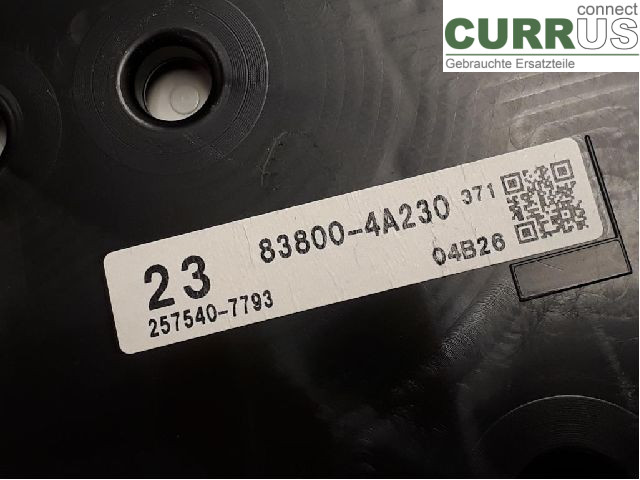 connect
CURRUS
Gebrauchte Ersatzteile
83800-4A230 371
23
04B26
257540-7793